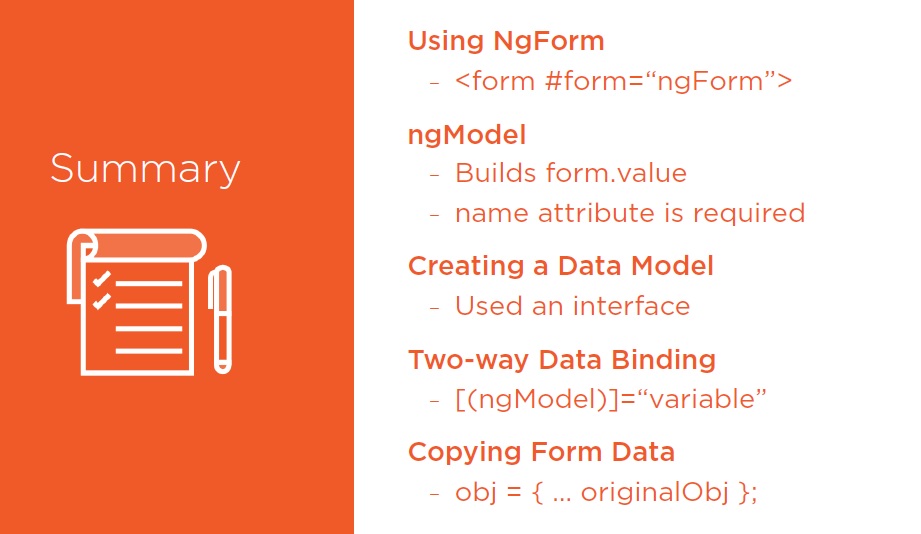 Summary
Using NgForm
– <form #form=“ngForm”>
ngModel
– Builds form.value
– name attribute is required
Creating a Data Model
– Used an interface
Two-way Data Binding
– [(ngModel)]=“variable”
Copying Form Data
– obj = { ... originalObj };